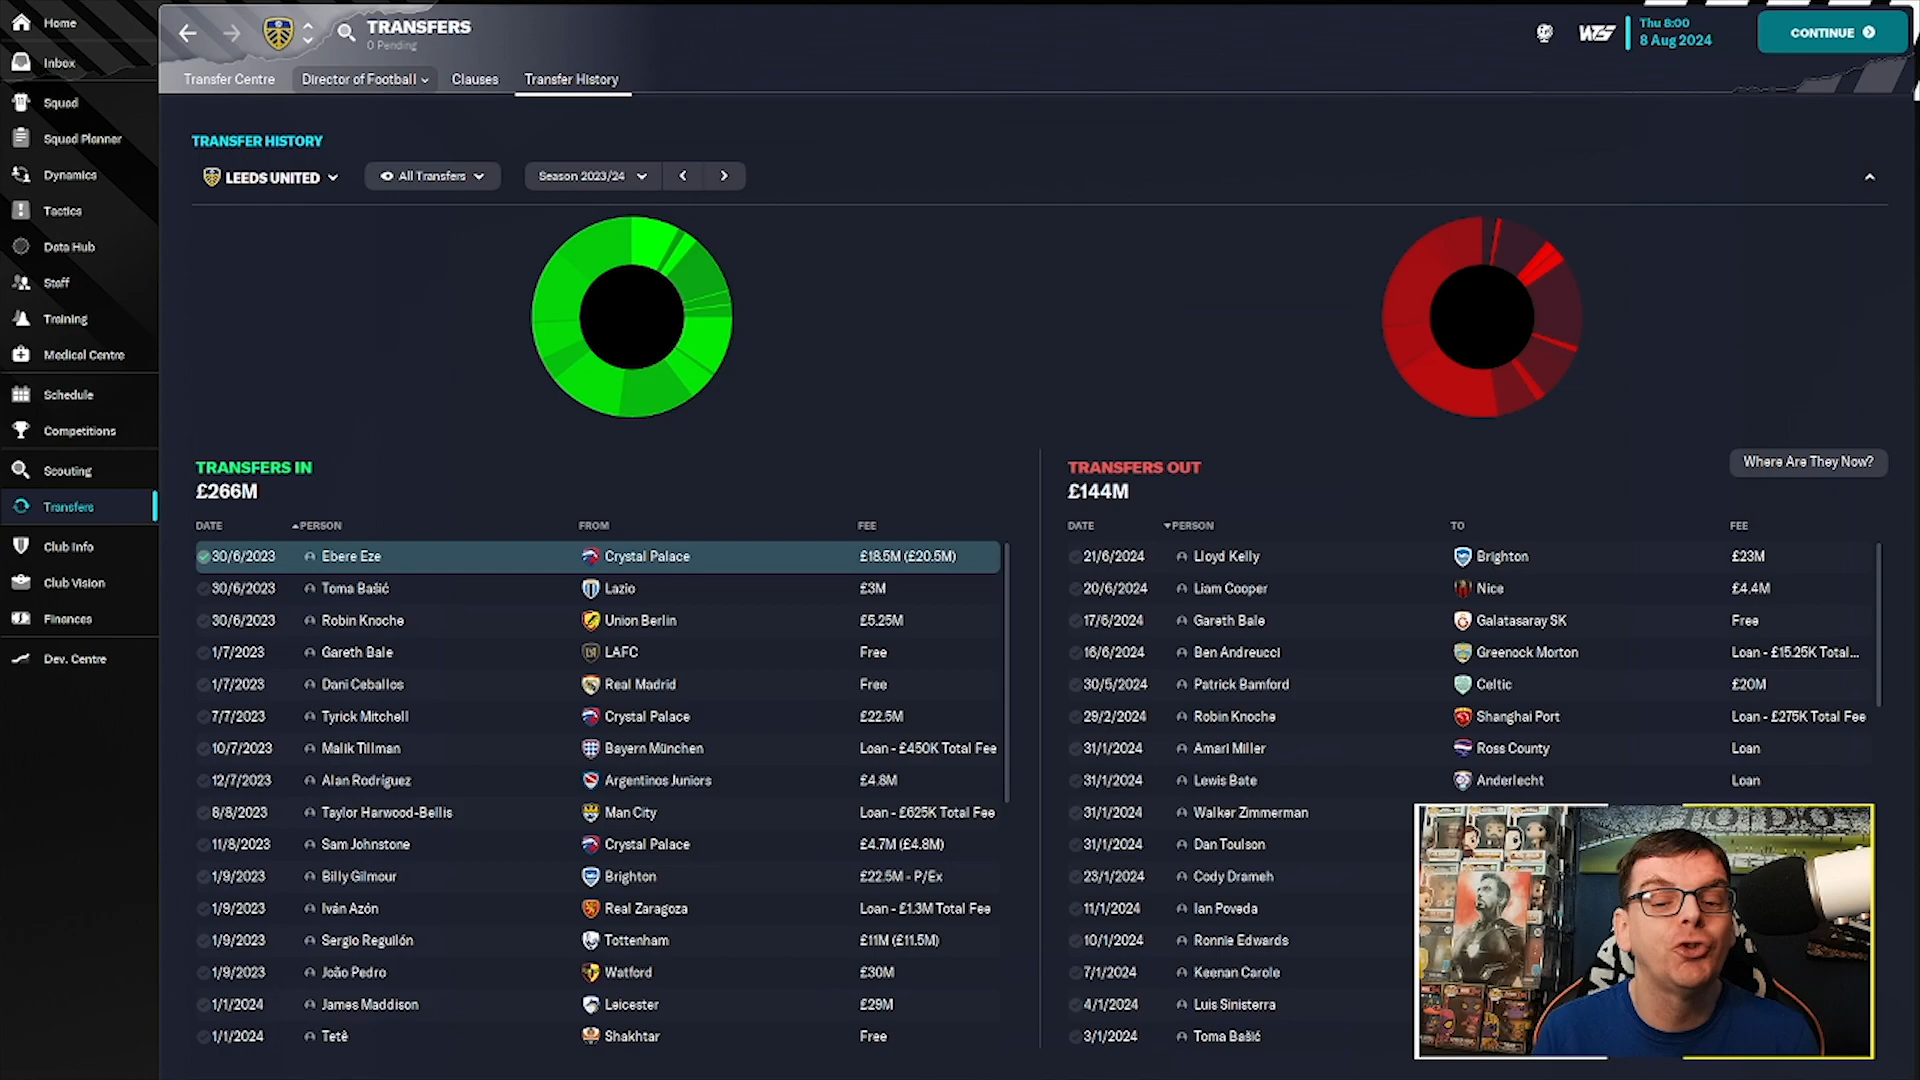 Home
Inbox
Squad
Squad Planner
Dynamics
Tactics
Data Hub
Staff
Training
Medical Centre
Schedule
Competitions
Scouting
Transfers
Club Info
Club Vision
Finances
Dev. Centre
TRANSFERS
0 Pending
Thu 8:00
8 Aug 2024
CONTINUE
Transfer Centre
Director of Football
Clauses
Transfer History
TRANSFER HISTORY
LEEDS UNITED
All Transfers
Season 2023/24
TRANSFERS IN
£266M
DATE PERSON FROM FEE
30/6/2023 Ebere Eze Crystal Palace £18.5M (£20.5M)
30/6/2023 Toma Bašić Lazio £3M
30/6/2023 Robin Knoche Union Berlin £5.25M
1/7/2023 Gareth Bale LAFC Free
1/7/2023 Dani Ceballos Real Madrid Free
7/7/2023 Tyrick Mitchell Crystal Palace £22.5M
10/7/2023 Malik Tillman Bayern München Loan - £450K Total Fee
12/7/2023 Alan Rodríguez Argentinos Juniors £4.8M
8/8/2023 Taylor Harwood-Bellis Man City Loan - £625K Total Fee
11/8/2023 Sam Johnstone Crystal Palace £4.7M (£4.8M)
1/9/2023 Billy Gilmour Brighton £22.5M - P/Ex
1/9/2023 Iván Azón Real Zaragoza Loan - £1.3M Total Fee
1/9/2023 Sergio Reguilón Tottenham £11M (£11.5M)
1/9/2023 João Pedro Watford £30M
1/1/2024 James Maddison Leicester £29M
1/1/2024 Tetê Shakhtar Free
TRANSFERS OUT
£144M
Where Are They Now?
DATE PERSON TO FEE
21/6/2024 Lloyd Kelly Brighton £23M
20/6/2024 Liam Cooper Nice £4.4M
17/6/2024 Gareth Bale Galatasaray SK Free
16/6/2024 Ben Andreucci Greenock Morton Loan - £15.25K Total...
30/5/2024 Patrick Bamford Celtic £20M
29/2/2024 Robin Knoche Shanghai Port Loan - £275K Total Fee
31/1/2024 Amari Miller Ross County Loan
31/1/2024 Lewis Bate Anderlecht Loan
31/1/2024 Walker Zimmerman
31/1/2024 Dan Toulson
23/1/2024 Cody Drameh
11/1/2024 Ian Poveda
10/1/2024 Ronnie Edwards
7/1/2024 Keenan Carole
4/1/2024 Luis Sinisterra
3/1/2024 Toma Bašić